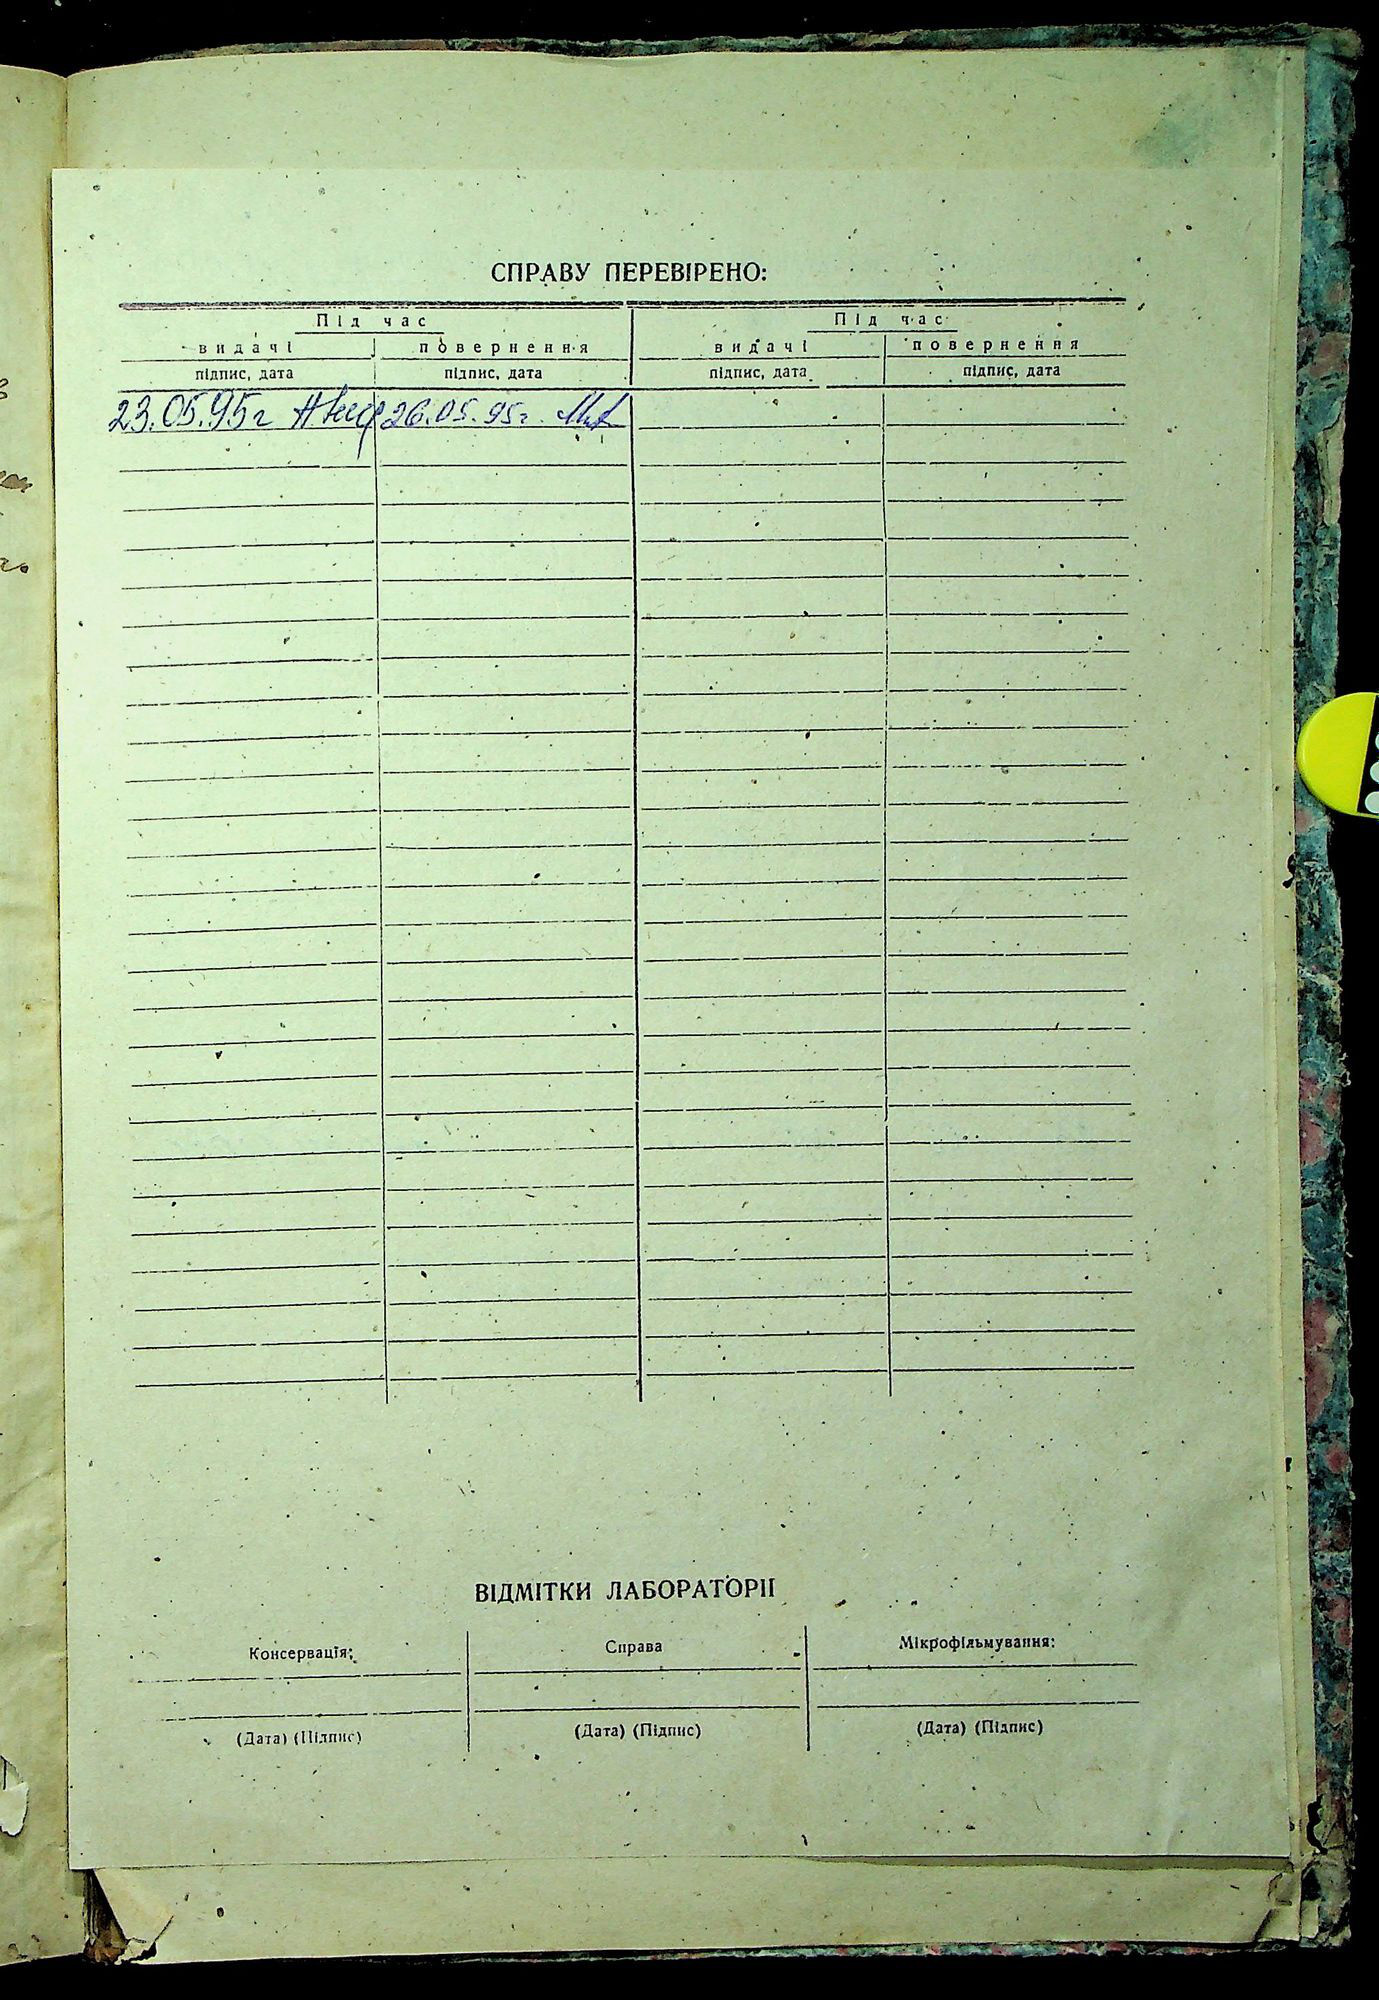 СПРАВУ ПЕРЕВІРЕНО:
Під час Під час
видачі повернення видачі повернення
підпис, дата підпис, дата підпис, дата підпис, дата
23.05.95г 26.05.95г.
ВІДМІТКИ ЛАБОРАТОРІЇ
Консервація: Справа Мікрофільмування:
(Дата) (Підпис) (Дата) (Підпис) (Дата) (Підпис)